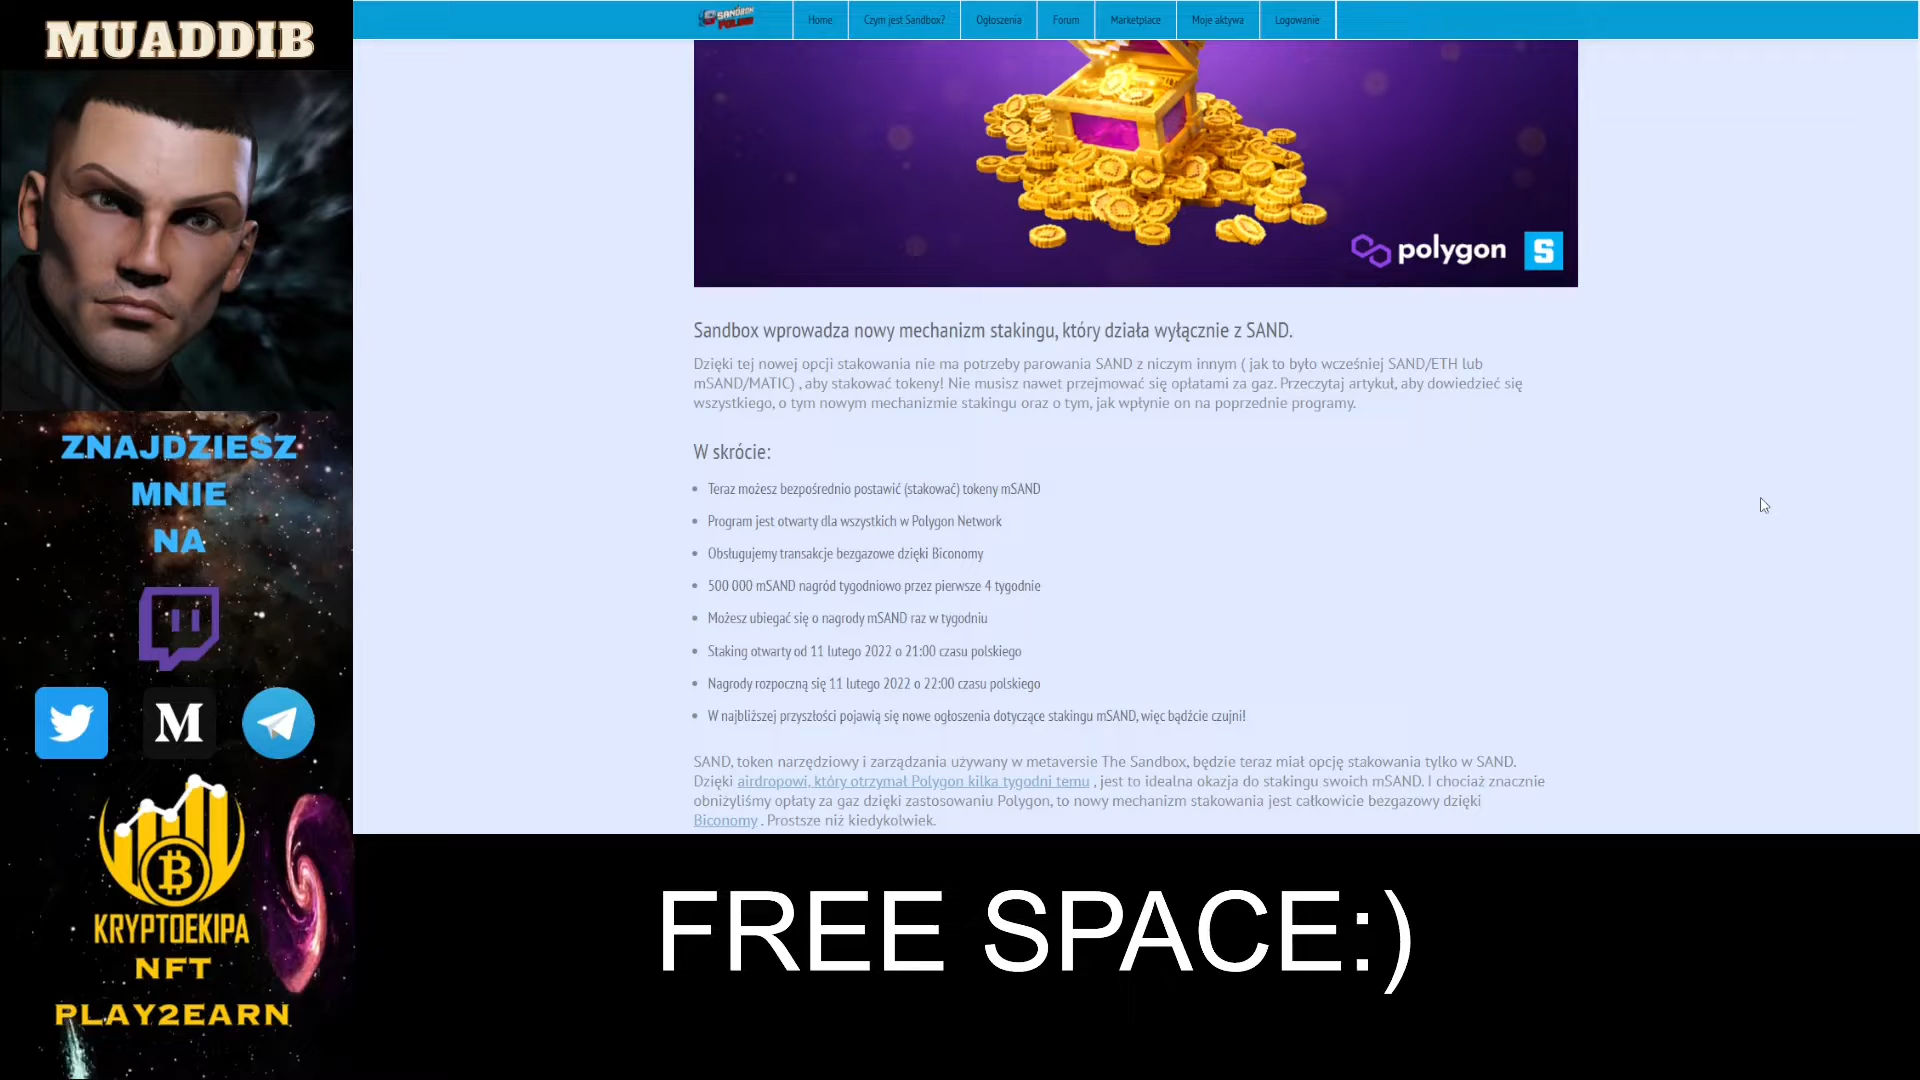 MUADDIB
ZNAJDZIESZ
MNIE
NA
M
KRYPTOEKIPA
NFT
PLAY2EARN
SANDBOX
POLSKA
Home
Czym jest Sandbox?
Ogłoszenia
Forum
Marketplace
Moje aktywa
Logowanie
polygon
S
Sandbox wprowadza nowy mechanizm stakingu, który działa wyłącznie z SAND.
Dzięki tej nowej opcji stakowania nie ma potrzeby parowania SAND z niczym innym ( jak to było wcześniej SAND/ETH lub
mSAND/MATIC) , aby stakować tokeny! Nie musisz nawet przejmować się opłatami za gaz. Przeczytaj artykuł, aby dowiedzieć się
wszystkiego, o tym nowym mechanizmie stakingu oraz o tym, jak wpłynie on na poprzednie programy.
W skrócie:
Teraz możesz bezpośrednio postawić (stakować) tokeny mSAND
Program jest otwarty dla wszystkich w Polygon Network
Obsługujemy transakcje bezgazowe dzięki Biconomy
500 000 mSAND nagród tygodniowo przez pierwsze 4 tygodnie
Możesz ubiegać się o nagrody mSAND raz w tygodniu
Staking otwarty od 11 lutego 2022 o 21:00 czasu polskiego
Nagrody rozpoczną się 11 lutego 2022 o 22:00 czasu polskiego
W najbliższej przyszłości pojawią się nowe ogłoszenia dotyczące stakingu mSAND, więc bądźcie czujni!
SAND, token narzędziowy i zarządzania używany w metaversie The Sandbox, będzie teraz miał opcję stakowania tylko w SAND.
Dzięki airdropowi, który otrzymał Polygon kilka tygodni temu , jest to idealna okazja do stakingu swoich mSAND. I chociaż znacznie
obniżyliśmy opłaty za gaz dzięki zastosowaniu Polygon, to nowy mechanizm stakowania jest całkowicie bezgazowy dzięki
Biconomy . Prostsze niż kiedykolwiek.
FREE SPACE:)